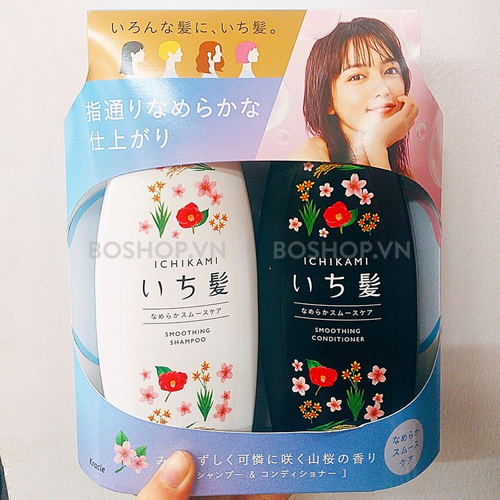 いろんな髪に、いち髪。
指通りなめらかな
仕上がり
BOSHOP.VN
BOSHOP.VN
ICHIKAMI
いち髪
なめらかスムースケア
SMOOTHING
SHAMPOO
ICHIKAMI
いち髪
なめらかスムースケア
SMOOTHING
CONDITIONER
Kracie
ずしく可憐に咲く山桜の香り
シャンプー & コンディショナー ]
なめらか
スムース
ケア